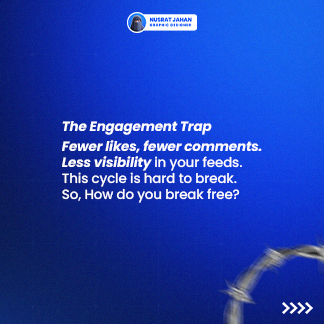 NUSRAT JAHAN
GRAPHIC DESIGNER
The Engagement Trap
Fewer likes, fewer comments.
Less visibility in your feeds.
This cycle is hard to break.
So, How do you break free?